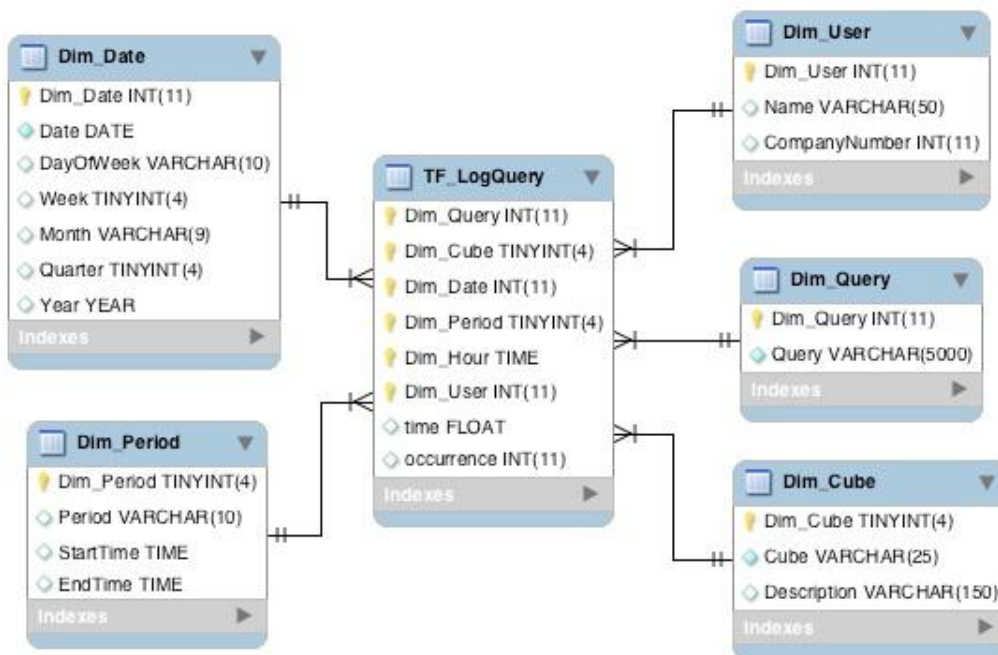 Dim_Date
Dim_Date INT(11)
Date DATE
DayOfWeek VARCHAR(10)
Week TINYINT(4)
Month VARCHAR(9)
Quarter TINYINT(4)
Year YEAR
Indexes
Dim_Period
Dim_Period TINYINT(4)
Period VARCHAR(10)
StartTime TIME
EndTime TIME
Indexes
TF_LogQuery
Dim_Query INT(11)
Dim_Cube TINYINT(4)
Dim_Date INT(11)
Dim_Period TINYINT(4)
Dim_Hour TIME
Dim_User INT(11)
time FLOAT
occurrence INT(11)
Indexes
Dim_User
Dim_User INT(11)
Name VARCHAR(50)
CompanyNumber INT(11)
Indexes
Dim_Query
Dim_Query INT(11)
Query VARCHAR(5000)
Indexes
Dim_Cube
Dim_Cube TINYINT(4)
Cube VARCHAR(25)
Description VARCHAR(150)
Indexes